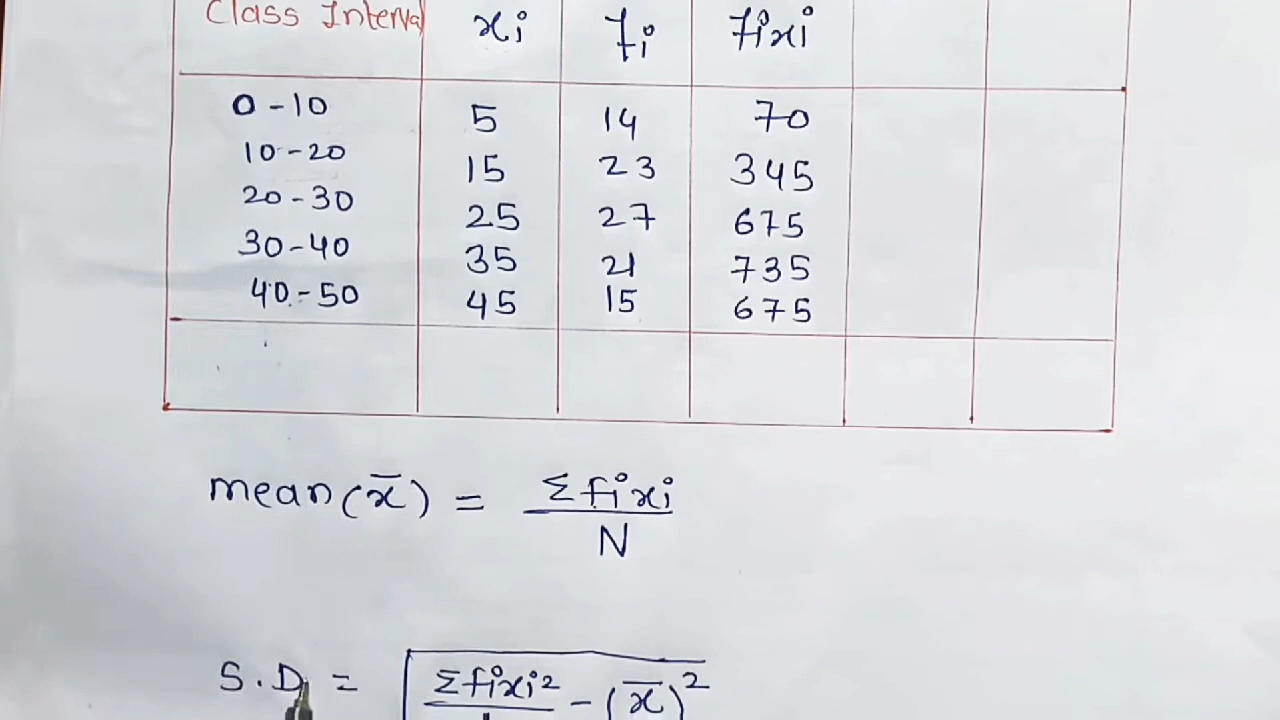 Class Interval xi fi fixi
0-10 5 14 70
10-20 15 23 345
20-30 25 27 675
30-40 35 21 735
40-50 45 15 675
mean(x̄) = Σfixi
N
S.D = √Σfixi² - (x̄)²